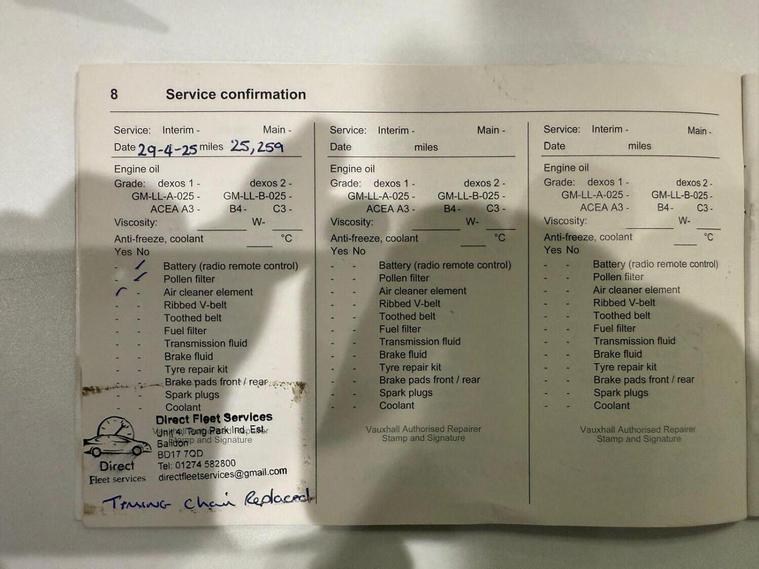 8 Service confirmation
Service: Interim - Main -
Date 29-4-25 miles 25,259
Engine oil
Grade: dexos 1 - dexos 2 -
GM-LL-A-025 - GM-LL-B-025 -
ACEA A3 - B4 - C3 -
Viscosity: W-
Anti-freeze, coolant °C
Yes No
- - Battery (radio remote control)
- - Pollen filter
- - Air cleaner element
- - Ribbed V-belt
- - Toothed belt
- - Fuel filter
- - Transmission fluid
- - Brake fluid
- - Tyre repair kit
- - Brake pads front / rear
- - Spark plugs
- - Coolant
Stamp and Signature
Direct Fleet Services
Unit 4, Tong Park Ind. Est.
Baildon
BD17 7QD
Tel: 01274 582800
directfleetservices@gmail.com
Direct
Fleet services
Timing Chain Replaced
Service: Interim - Main -
Date miles
Engine oil
Grade: dexos 1 - dexos 2 -
GM-LL-A-025 - GM-LL-B-025 -
ACEA A3 - B4 - C3 -
Viscosity: W-
Anti-freeze, coolant °C
Yes No
- - Battery (radio remote control)
- - Pollen filter
- - Air cleaner element
- - Ribbed V-belt
- - Toothed belt
- - Fuel filter
- - Transmission fluid
- - Brake fluid
- - Tyre repair kit
- - Brake pads front / rear
- - Spark plugs
- - Coolant
Vauxhall Authorised Repairer
Stamp and Signature
Service: Interim - Main -
Date miles
Engine oil
Grade: dexos 1 - dexos 2 -
GM-LL-A-025 - GM-LL-B-025 -
ACEA A3 - B4 - C3 -
Viscosity: W-
Anti-freeze, coolant °C
Yes No
- - Battery (radio remote control)
- - Pollen filter
- - Air cleaner element
- - Ribbed V-belt
- - Toothed belt
- - Fuel filter
- - Transmission fluid
- - Brake fluid
- - Tyre repair kit
- - Brake pads front / rear
- - Spark plugs
- - Coolant
Vauxhall Authorised Repairer
Stamp and Signature